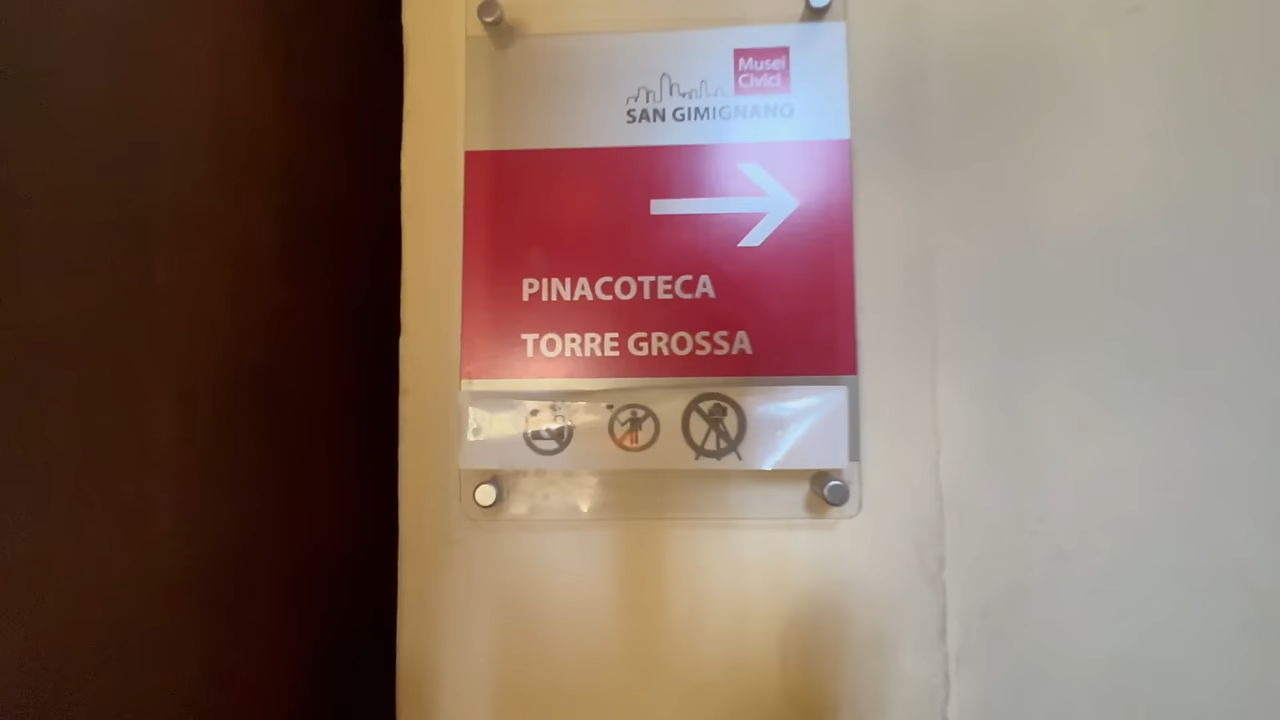 Musei
Civici
SAN GIMIGNANO
PINACOTECA
TORRE GROSSA